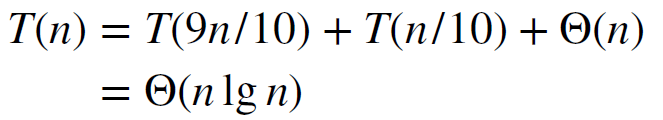 T(n) = T(9n/10) + T(n/10) + Θ(n)
= Θ(n lg n)